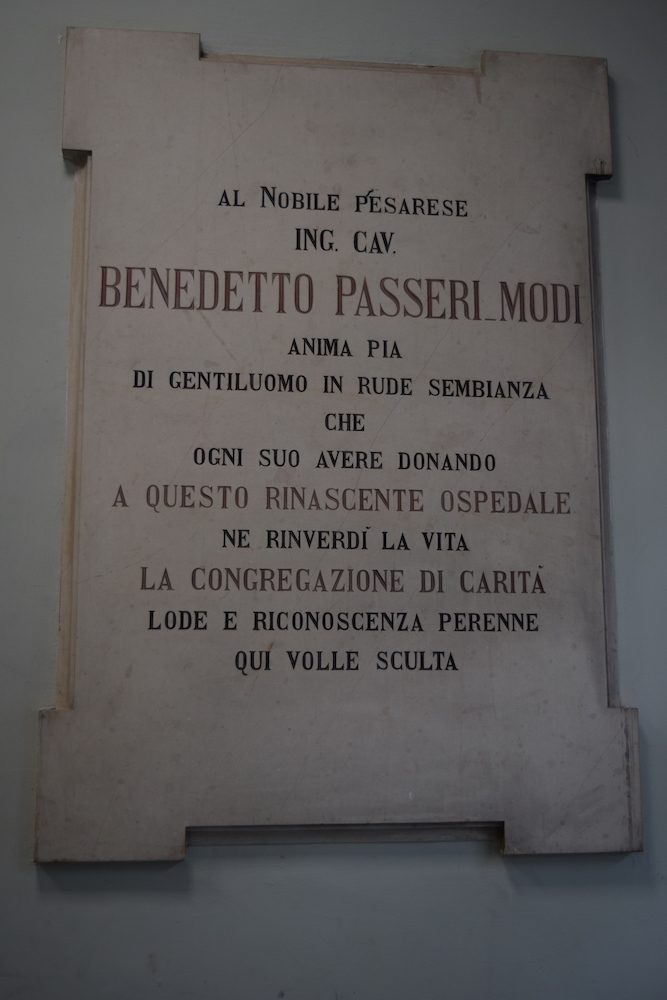 AL NOBILE PÉSARESE
ING. CAV.
BENEDETTO PASSERI_MODI
ANIMA PIA
DI GENTILUOMO IN RUDE SEMBIANZA
CHE
OGNI SUO AVERE DONANDO
A QUESTO RINASCENTE OSPEDALE
NE RINVERDÌ LA VITA
LA CONGREGAZIONE DI CARITÀ
LODE E RICONOSCENZA PERENNE
QUI VOLLE SCULTA